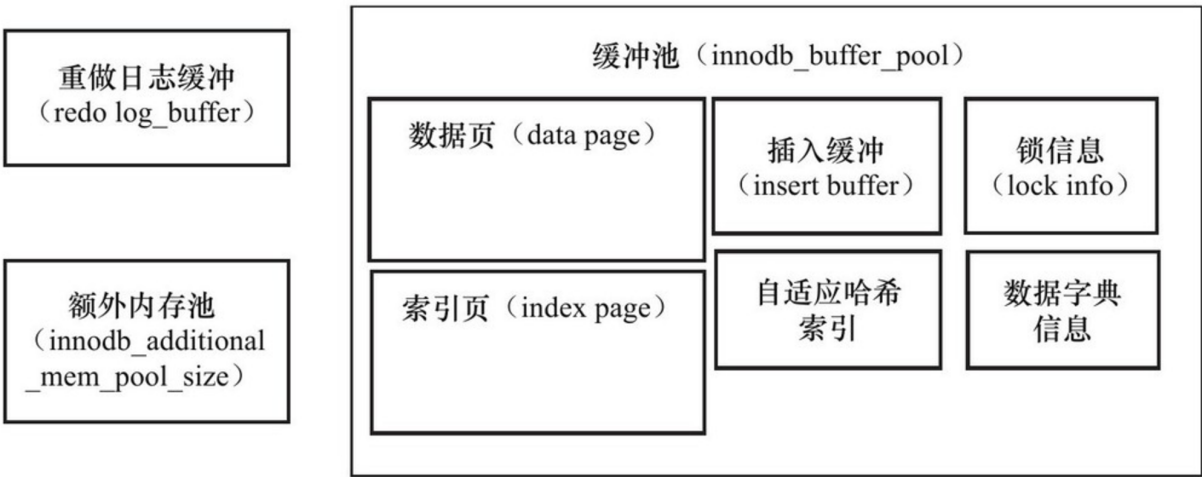 重做日志缓冲
（redo log_buffer）
额外内存池
（innodb_additional
_mem_pool_size）
缓冲池（innodb_buffer_pool）
数据页（data page）
插入缓冲
（insert buffer）
锁信息
（lock info）
索引页（index page）
自适应哈希
索引
数据字典
信息